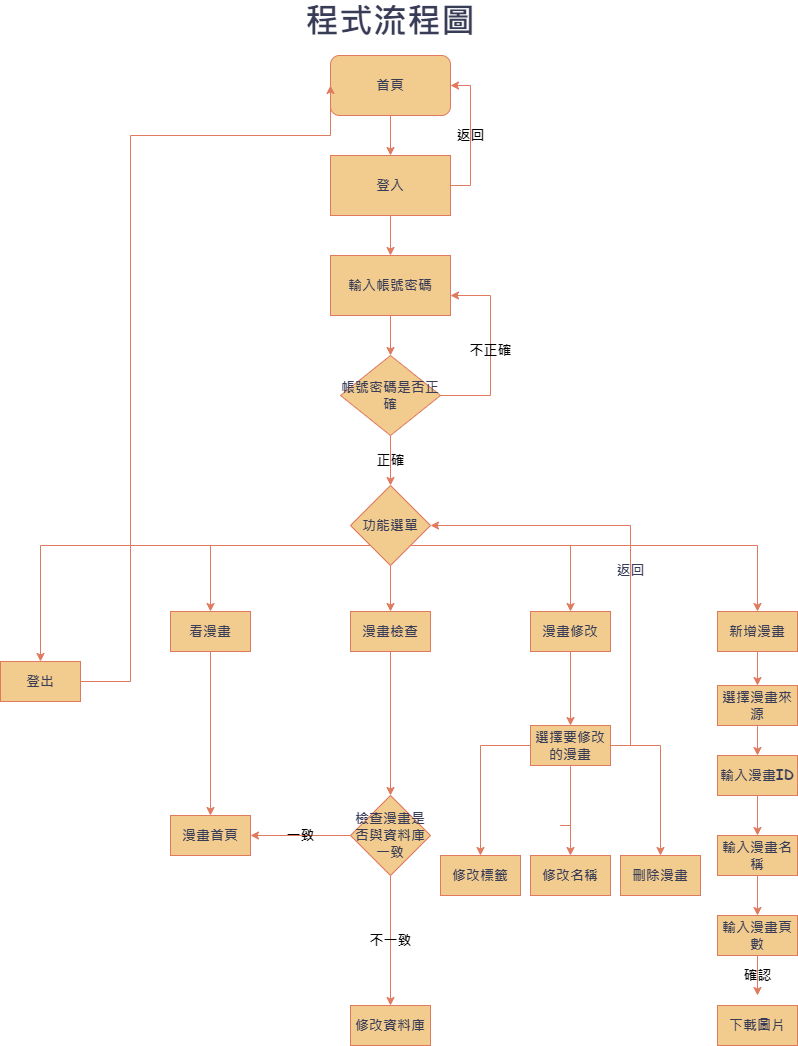 程式流程圖
首頁
返回
登入
輸入帳號密碼
不正確
帳號密碼是否正
確
正確
功能選單
返回
看漫畫
漫畫檢查
漫畫修改
新增漫畫
登出
選擇漫畫來
源
選擇要修改
的漫畫
輸入漫畫ID
漫畫首頁
一致
檢查漫畫是
否與資料庫
一致
輸入漫畫名
稱
修改標籤
修改名稱
刪除漫畫
輸入漫畫頁
數
不一致
確認
修改資料庫
下載圖片